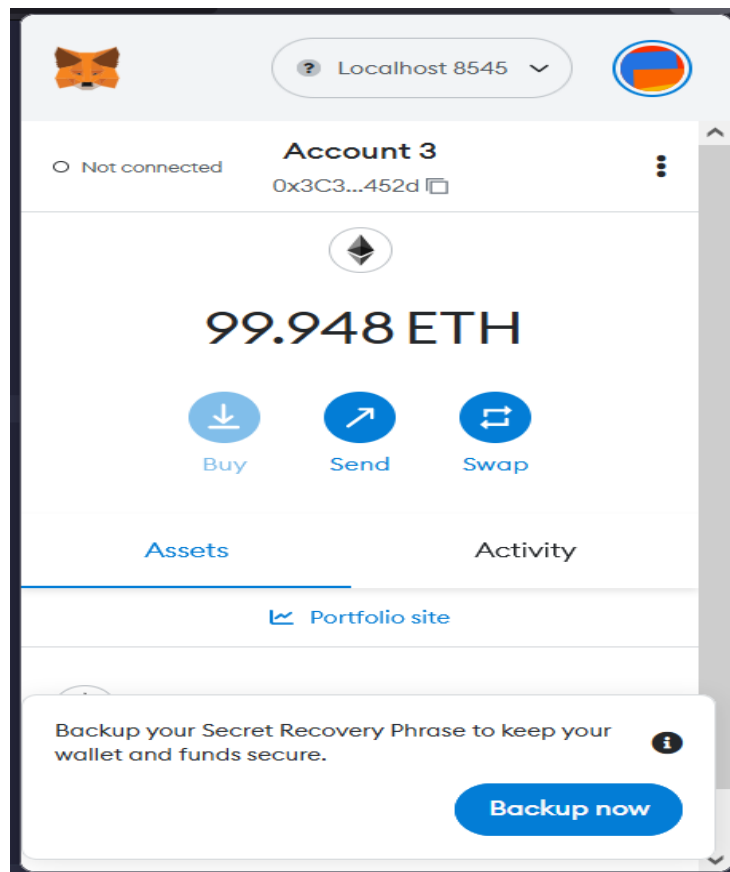 ? Localhost 8545
Not connected
Account 3
0x3C3...452d
99.948 ETH
Buy
Send
Swap
Assets
Activity
Portfolio site
Backup your Secret Recovery Phrase to keep your
wallet and funds secure.
Backup now